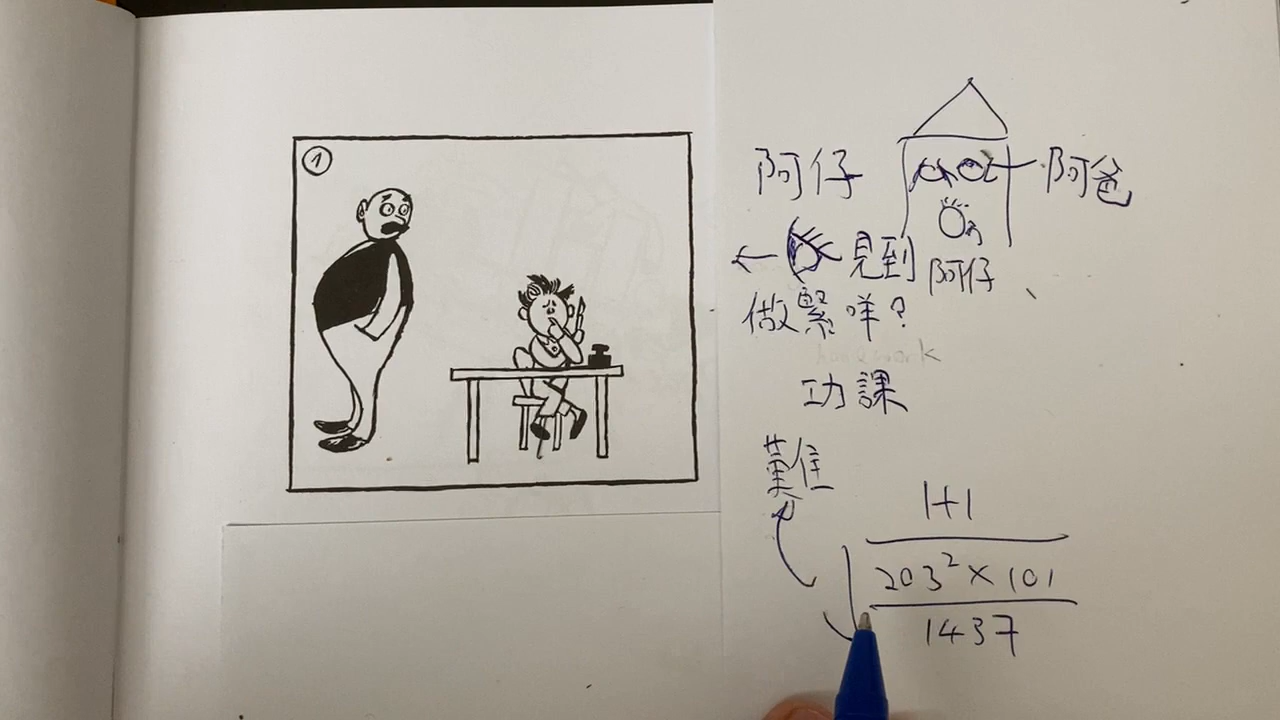 ①
阿仔
阿爸
阿仔
← 見到
做緊咩?
homework
功課
難
1+1
203² × 101
1437